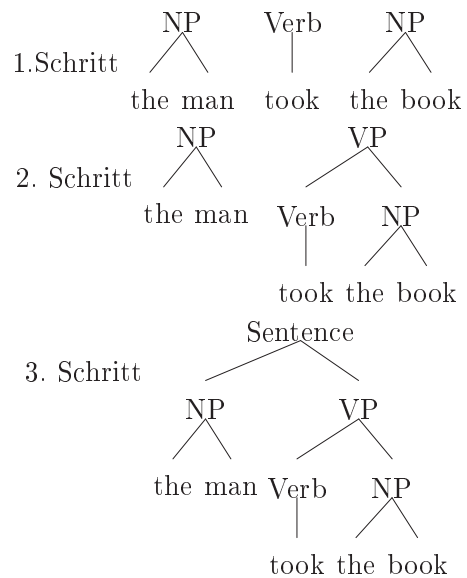 NP Verb NP
1.Schritt
the man took the book
NP VP
2. Schritt
the man Verb NP
took the book
Sentence
3. Schritt
NP VP
the man Verb NP
took the book